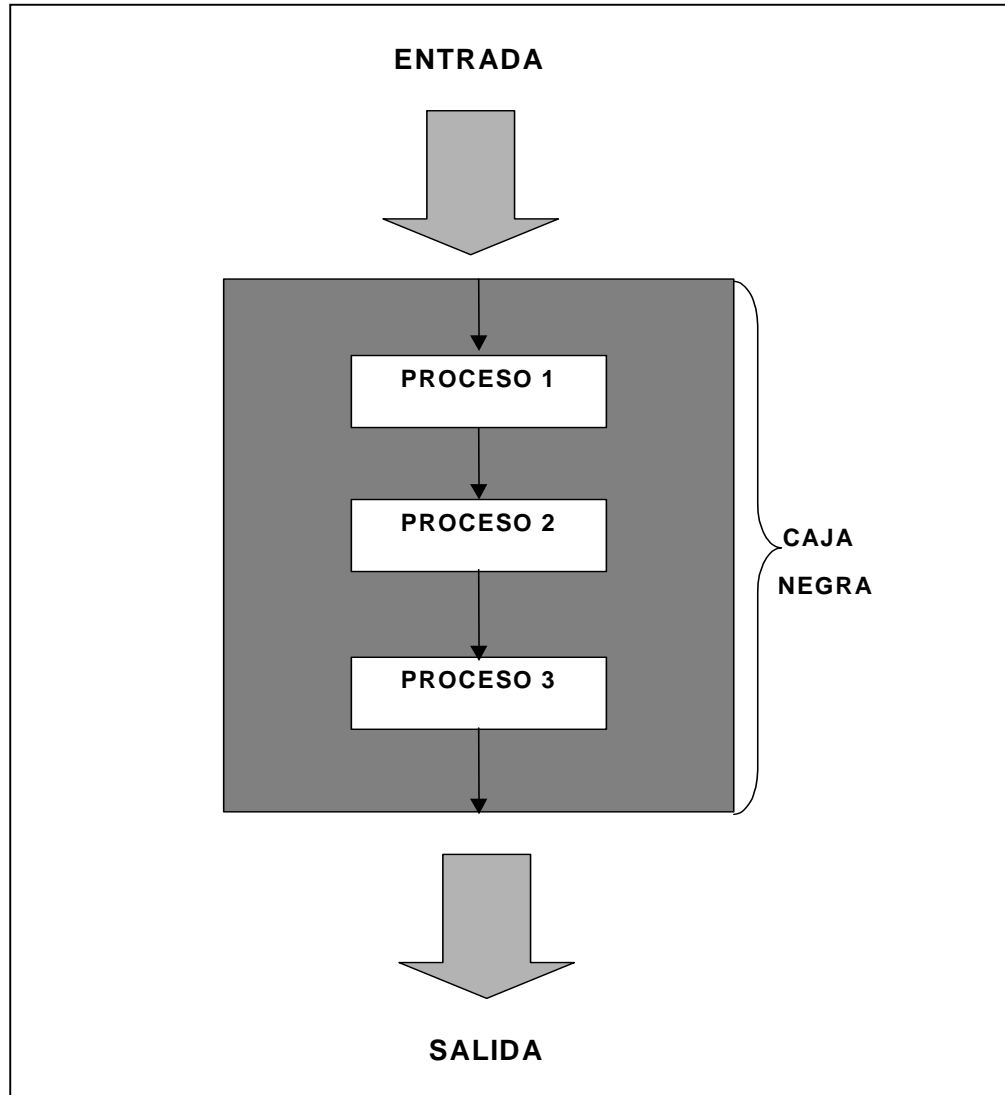 ENTRADA
PROCESO 1
PROCESO 2
CAJA
NEGRA
PROCESO 3
SALIDA